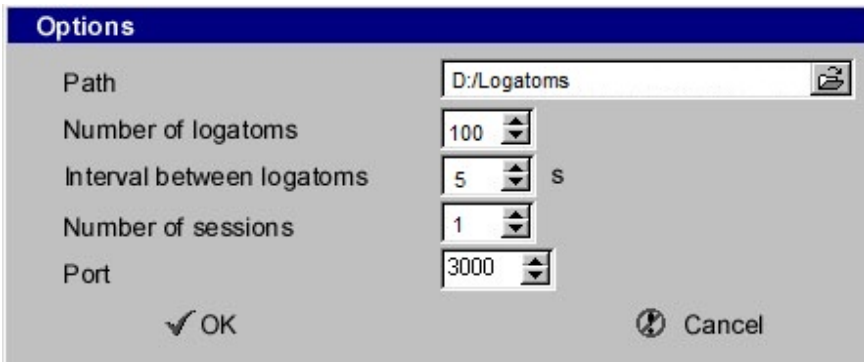 Options
Path D:/Logatoms
Number of logatoms 100
Interval between logatoms 5 s
Number of sessions 1
Port 3000
OK Cancel